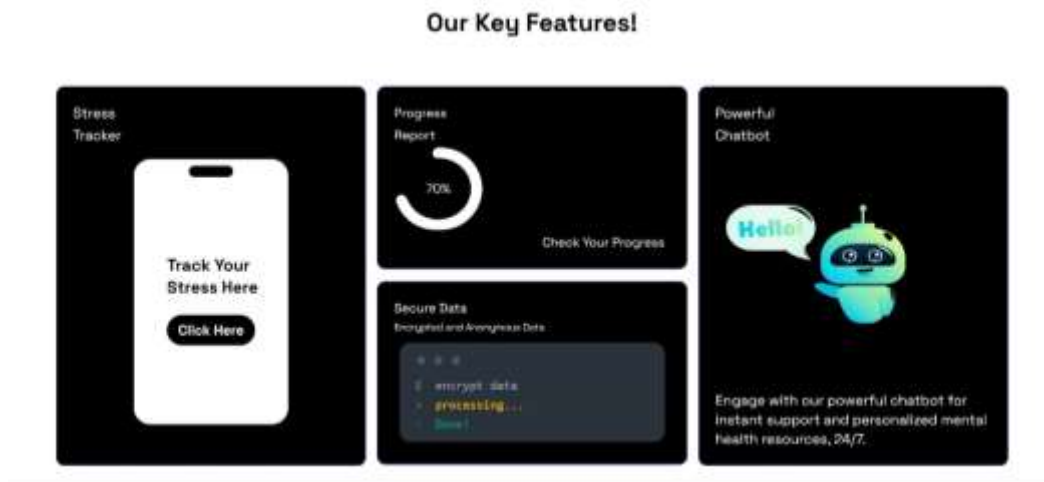 Our Key Features!
Stress
Tracker
Track Your
Stress Here
Click Here
Progress
Report
70%
Check Your Progress
Secure Data
Encrypted and Anonymous Data
encrypt data
processing...
Done!
Powerful
Chatbot
Hello!
Engage with our powerful chatbot for
instant support and personalized mental
health resources, 24/7.